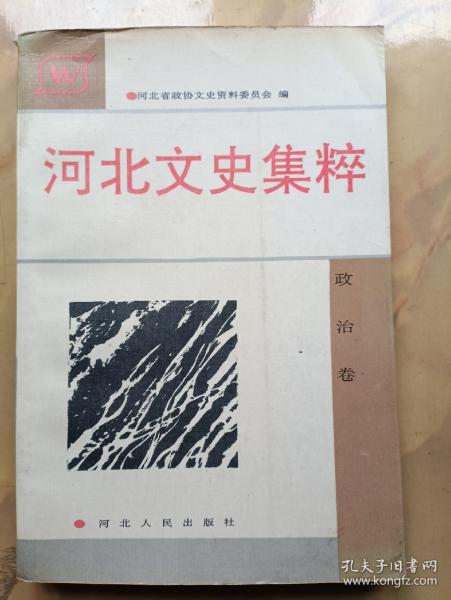 W
●河北省政协文史资料委员会 编
河北文史集粹
政治卷
●河北人民出版社
孔夫子旧书网
www.kongfz.com